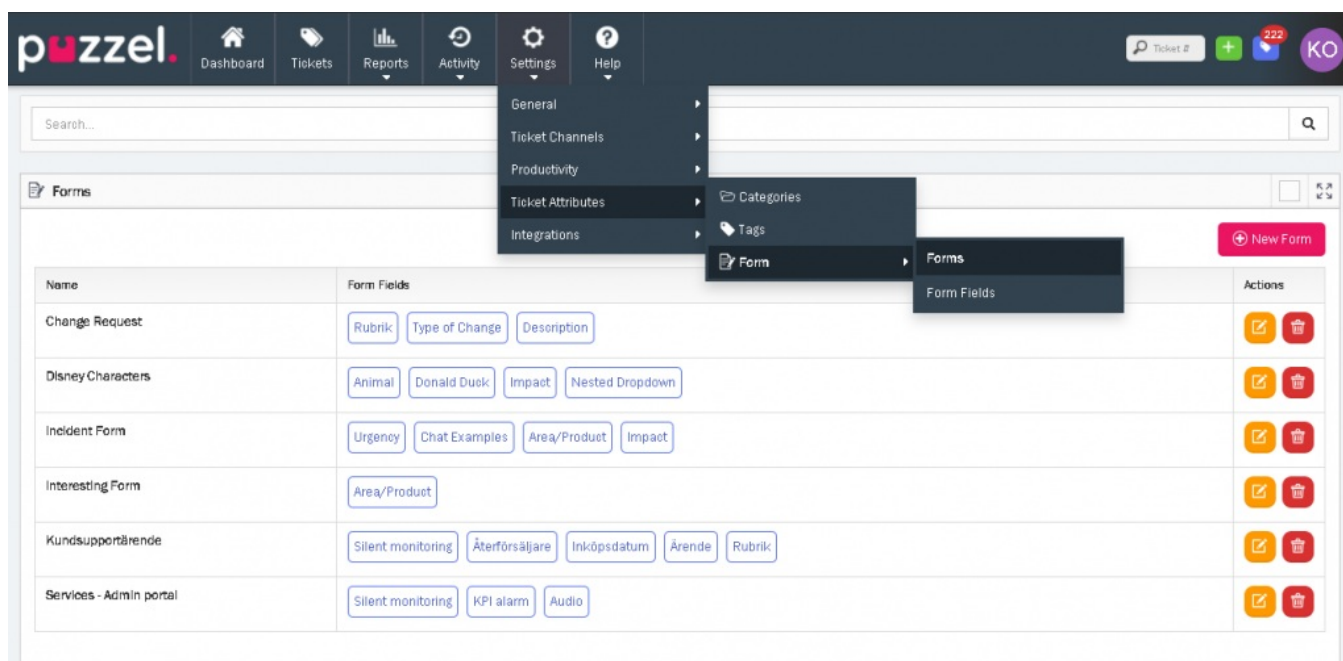 puzzel.
Dashboard
Tickets
Reports
Activity
Settings
Help
Ticket #
222
KO
General
Ticket Channels
Productivity
Ticket Attributes
Integrations
Categories
Tags
Form
Forms
Form Fields
Search...
Forms
New Form
Name Form Fields Actions
Change Request Rubrik Type of Change Description
Disney Characters Animal Donald Duck Impact Nested Dropdown
Incident Form Urgency Chat Examples Area/Product Impact
Interesting Form Area/Product
Kundsupportärende Silent monitoring Återförsäljare Inköpsdatum Ärende Rubrik
Services - Admin portal Silent monitoring KPI alarm Audio